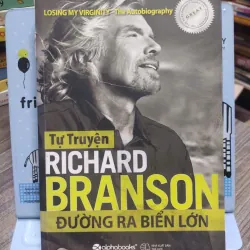 LOSING MY VIRGINITY - The Autobiography
Tự Truyện
RICHARD
BRANSON
ĐƯỜNG RA BIỂN LỚN
alphabooks